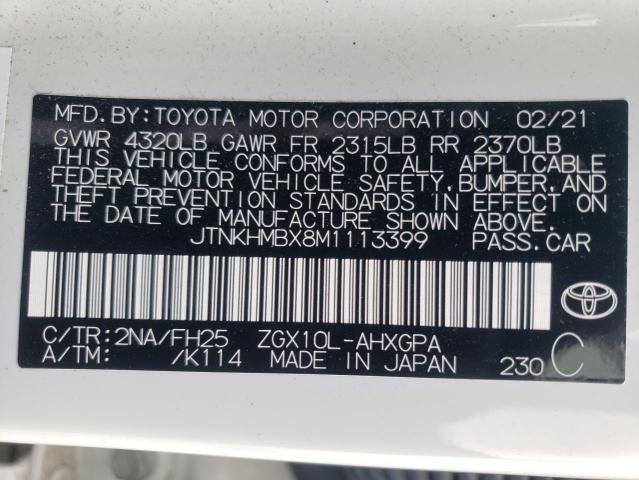 MFD.BY:TOYOTA MOTOR CORPORATION 02/21
GVWR 4320LB GAWR FR 2315LB RR 2370LB
THIS VEHICLE CONFORMS TO ALL APPLICABLE
FEDERAL MOTOR VEHICLE SAFETY,BUMPER,AND
THEFT PREVENTION STANDARDS IN EFFECT ON
THE DATE OF MANUFACTURE SHOWN ABOVE.
JTNKHMBX8M1113399 PASS.CAR
C/TR:2NA/FH25 ZGX10L-AHXGPA
A/TM: /K114 MADE IN JAPAN 230 C